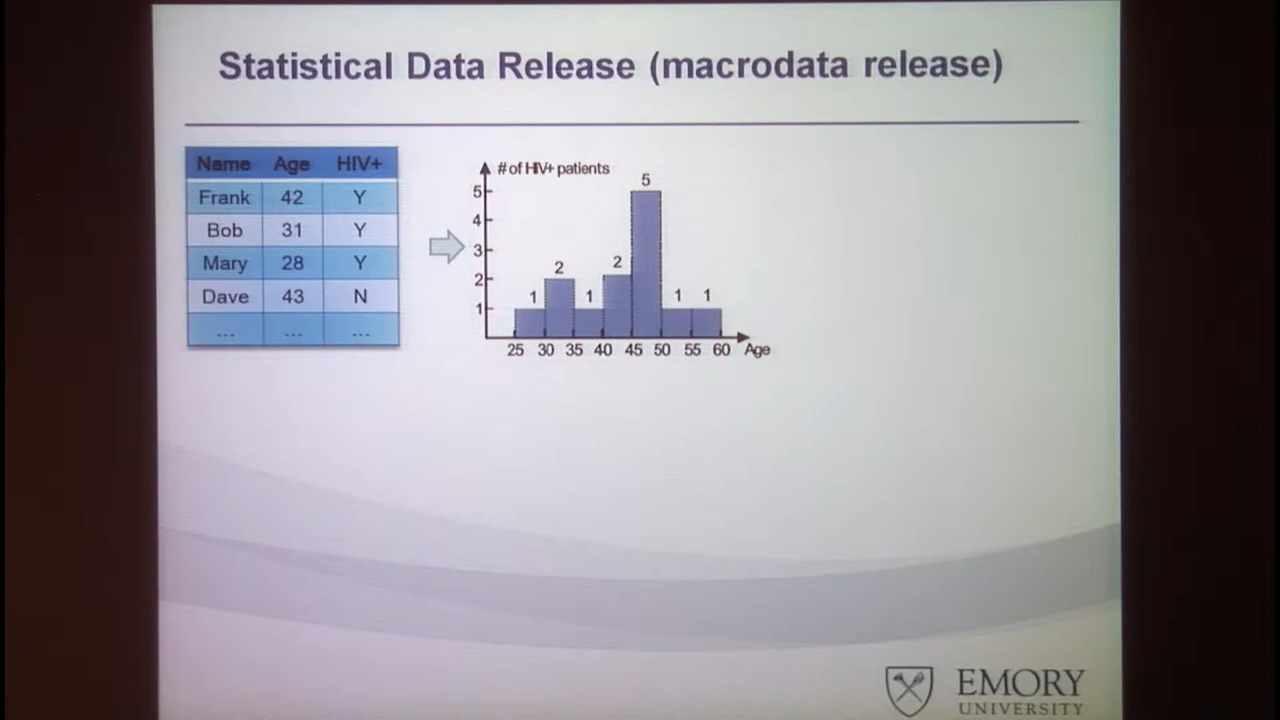 Statistical Data Release (macrodata release)
Name Age HIV+
Frank 42 Y
Bob 31 Y
Mary 28 Y
Dave 43 N
... ... ...
# of HIV+ patients
5
4
3
2
1
1 2 1 2 5 1 1
25 30 35 40 45 50 55 60 Age
EMORY
UNIVERSITY